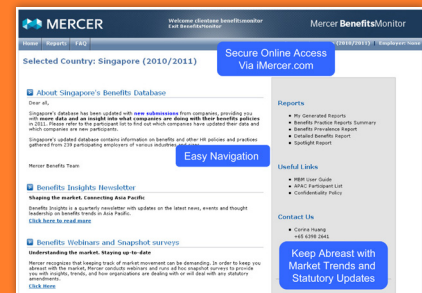 MERCER
Welcome clientbase benefitsmonitor
Exit BenefitsMonitor
Mercer BenefitsMonitor
Home Reports FAQ
(2010/2011) Employer: None
Secure Online Access
Via iMercer.com
Selected Country: Singapore (2010/2011)
About Singapore's Benefits Database
Dear all,
Singapore's database has been updated with new submissions from companies, providing you
with more data and an insight into what companies are doing with their benefits policies
in 2011. Please refer to the participant list to find out which companies have updated their data and
which companies are new participants.
Singapore's updated database contains information on benefits and other HR policies and practices
gathered from 239 participating employers of various industries and
Easy Navigation
Mercer Benefits Team
Benefits Insights Newsletter
Shaping the market. Connecting Asia Pacific
Benefits Insights is a quarterly newsletter with updates on the latest news, events and thought
leadership on benefits trends in Asia Pacific.
Click here to read more
Benefits Webinars and Snapshot surveys
Understanding the market. Staying up-to-date
Mercer recognizes that keeping track of market movement can be demanding. In order to keep you
abreast with the market, Mercer conducts webinars and runs ad hoc snapshot surveys to provide
you with insights, trends, and how organizations are dealing with or will deal with any statutory
amendments.
Click Here
Reports
My Generated Reports
Benefits Practice Reports Summary
Benefits Prevalence Report
Detailed Benefits Report
Spotlight Report
Useful Links
MBM User Guide
APAC Participant List
Confidentiality Policy
Contact Us
Corina Huang
+65 6398 2641
Keep Abreast with
Market Trends and
Statutory Updates